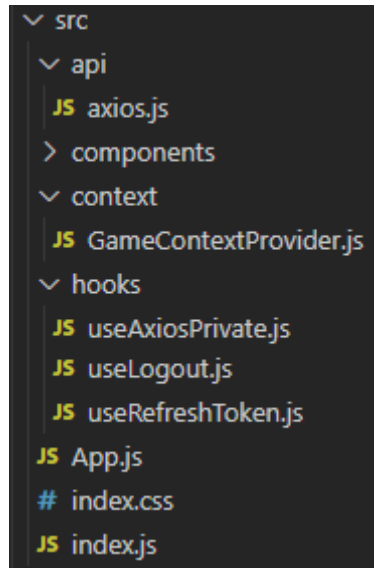 src
api
JS axios.js
components
context
JS GameContextProvider.js
hooks
JS useAxiosPrivate.js
JS useLogout.js
JS useRefreshToken.js
JS App.js
# index.css
JS index.js